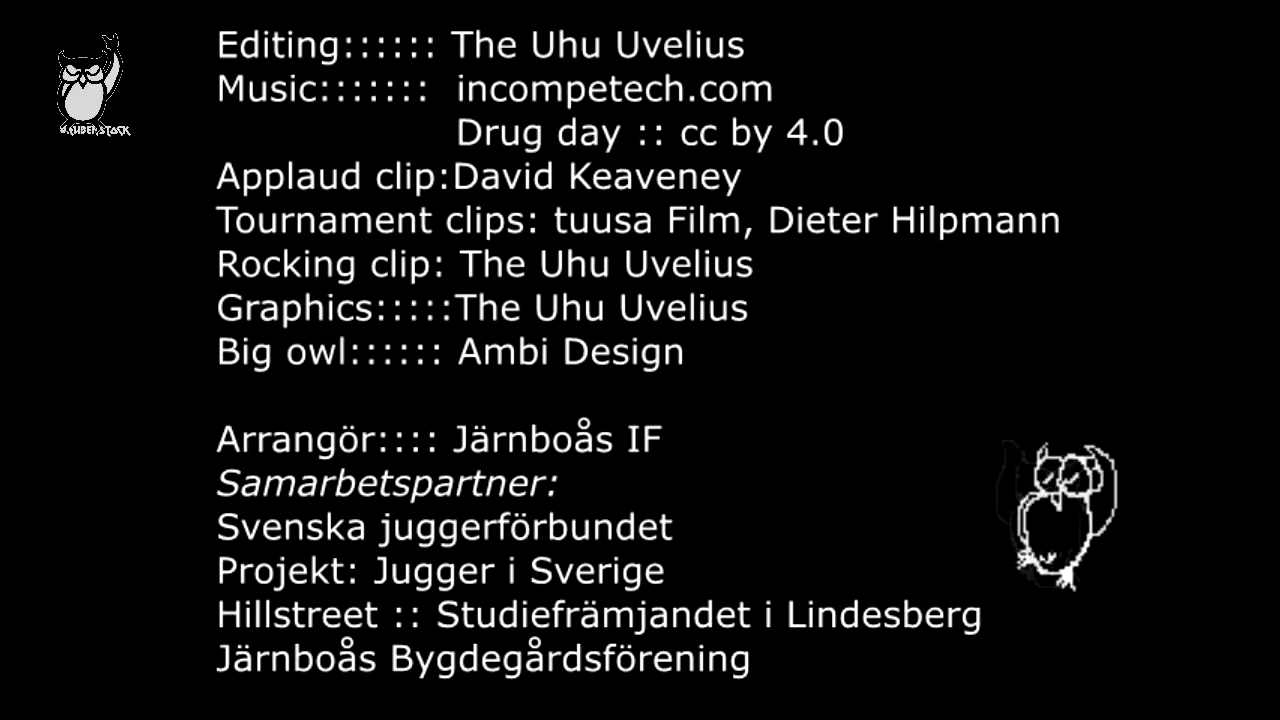 Editing:::::: The Uhu Uvelius
Music::::::: incompetech.com
Drug day :: cc by 4.0
Applaud clip:David Keaveney
Tournament clips: tuusa Film, Dieter Hilpmann
Rocking clip: The Uhu Uvelius
Graphics:::::The Uhu Uvelius
Big owl:::::: Ambi Design
Arrangör:::: Järnboås IF
Samarbetspartner:
Svenska juggerförbundet
Projekt: Jugger i Sverige
Hillstreet :: Studiefrämjandet i Lindesberg
Järnboås Bygdegårdsförening